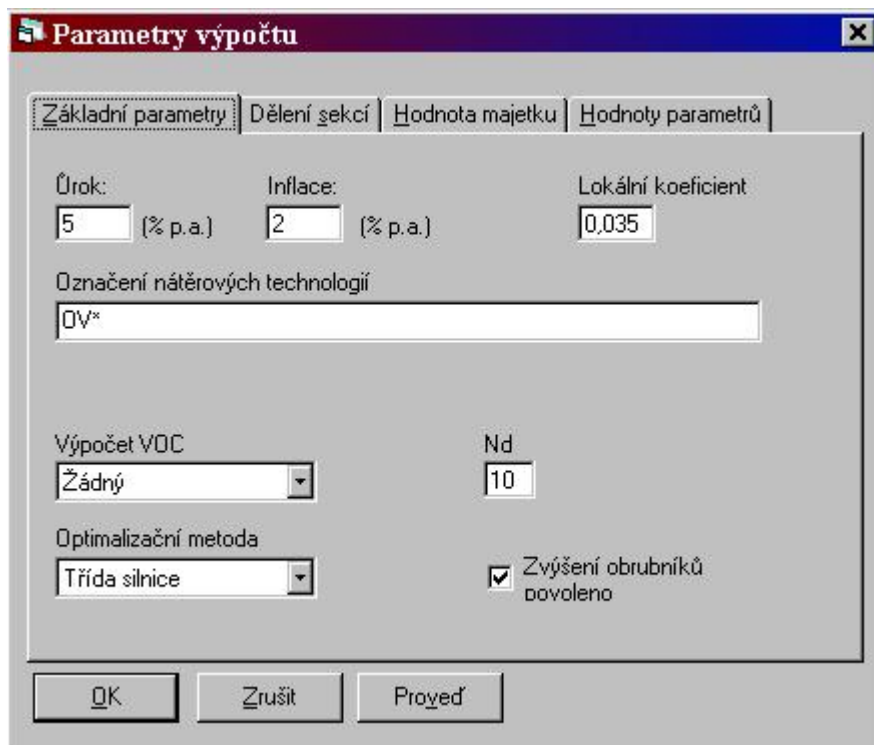 Parametry výpočtu
Základní parametry Dělení sekcí Hodnota majetku Hodnoty parametrů
Úrok: Inflace: Lokální koeficient
5 (% p.a.) 2 (% p.a.) 0,035
Označení nátěrových technologií
OV*
Výpočet VOC Nd
Žádný 10
Optimalizační metoda
Třída silnice
Zvýšení obrubníků
povoleno
OK Zrušit Proveď